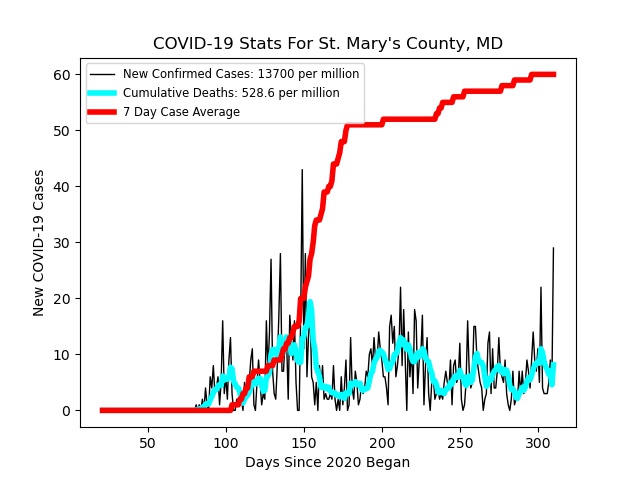 COVID-19 Stats For St. Mary's County, MD
New Confirmed Cases: 13700 per million
Cumulative Deaths: 528.6 per million
7 Day Case Average
60
50
40
30
20
10
0
New COVID-19 Cases
50
100
150
200
250
300
Days Since 2020 Began